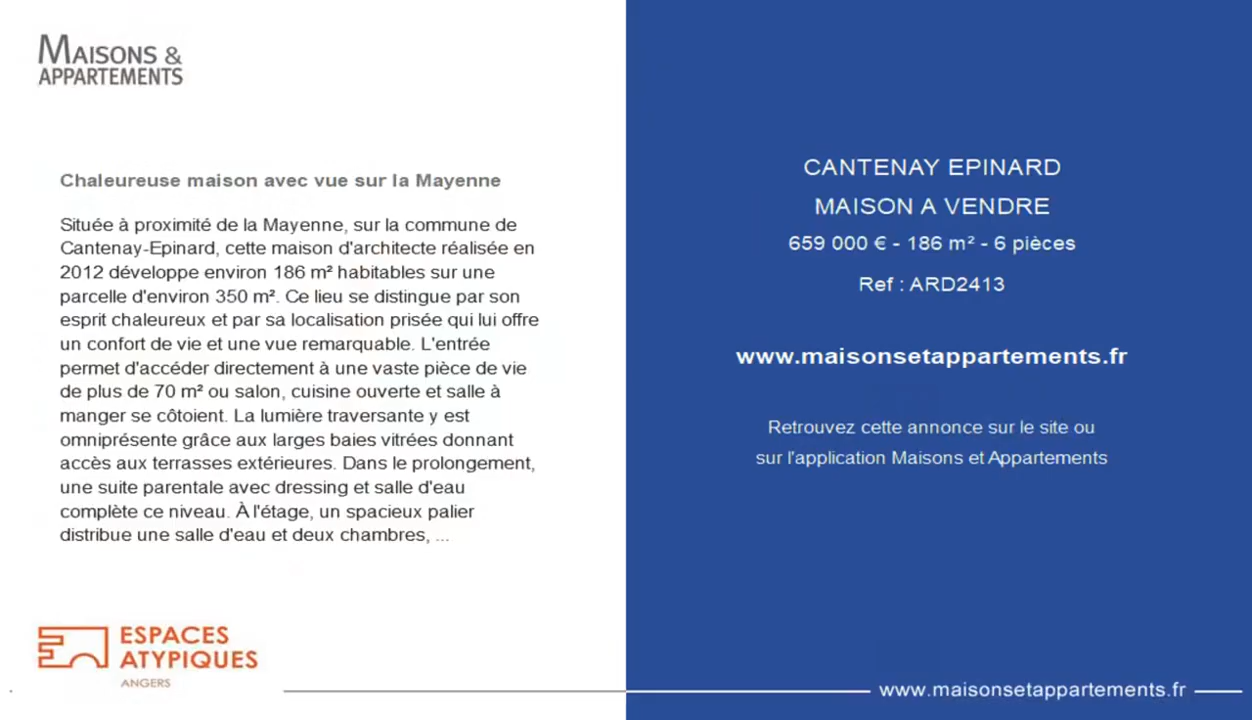 MAISONS &
APPARTEMENTS
Chaleureuse maison avec vue sur la Mayenne
Située à proximité de la Mayenne, sur la commune de
Cantenay-Epinard, cette maison d'architecte réalisée en
2012 développe environ 186 m² habitables sur une
parcelle d'environ 350 m². Ce lieu se distingue par son
esprit chaleureux et par sa localisation prisée qui lui offre
un confort de vie et une vue remarquable. L'entrée
permet d'accéder directement à une vaste pièce de vie
de plus de 70 m² ou salon, cuisine ouverte et salle à
manger se côtoient. La lumière traversante y est
omniprésente grâce aux larges baies vitrées donnant
accès aux terrasses extérieures. Dans le prolongement,
une suite parentale avec dressing et salle d'eau
complète ce niveau. À l'étage, un spacieux palier
distribue une salle d'eau et deux chambres, ...
ESPACES
ATYPIQUES
ANGERS
CANTENAY EPINARD
MAISON A VENDRE
659 000 € - 186 m² - 6 pièces
Ref : ARD2413
www.maisonsetappartements.fr
Retrouvez cette annonce sur le site ou
sur l'application Maisons et Appartements
www.maisonsetappartements.fr